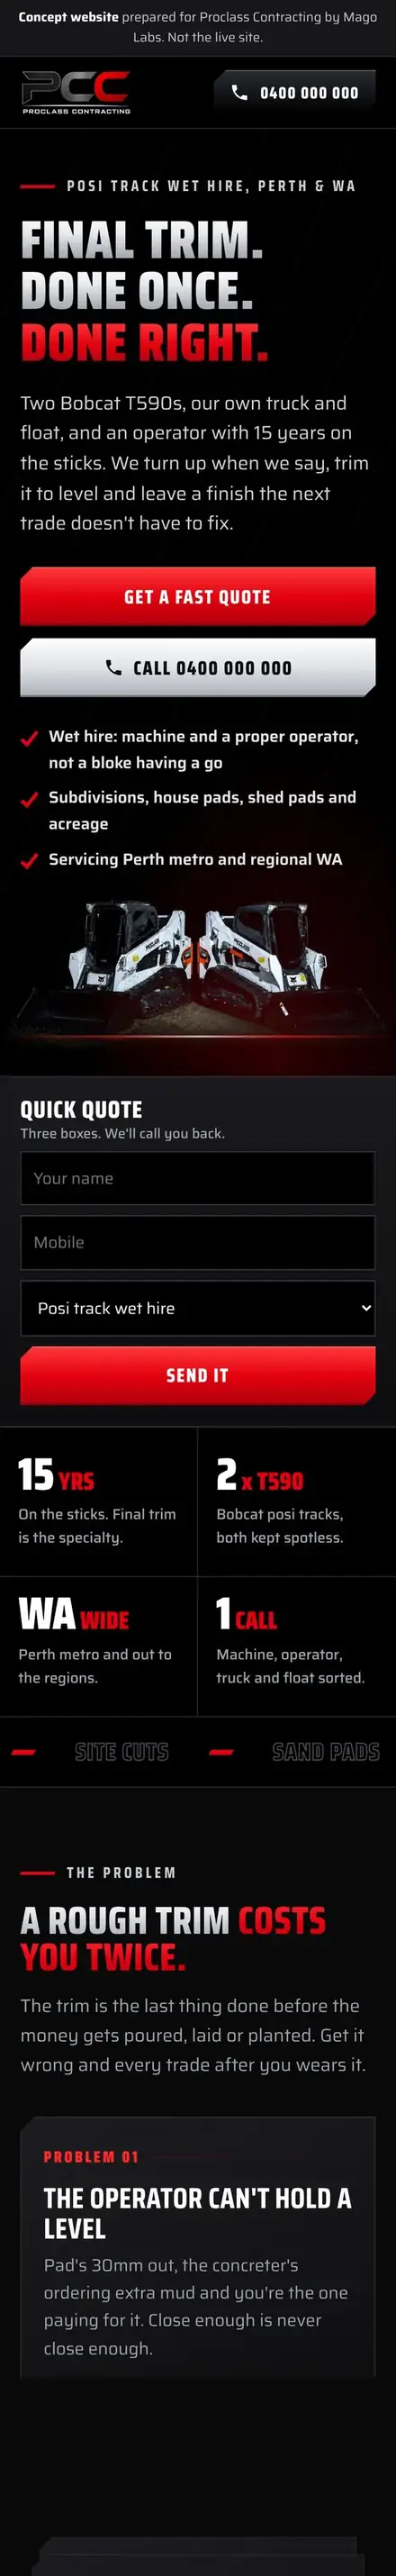 Concept website prepared for Proclass Contracting by Mago
Labs. Not the live site.
PCC
PROCLASS CONTRACTING
0400 000 000
POSI TRACK WET HIRE, PERTH & WA
FINAL TRIM.
DONE ONCE.
DONE RIGHT.
Two Bobcat T590s, our own truck and
float, and an operator with 15 years on
the sticks. We turn up when we say, trim
it to level and leave a finish the next
trade doesn't have to fix.
GET A FAST QUOTE
CALL 0400 000 000
Wet hire: machine and a proper operator,
not a bloke having a go
Subdivisions, house pads, shed pads and
acreage
Servicing Perth metro and regional WA
QUICK QUOTE
Three boxes. We'll call you back.
Your name
Mobile
Posi track wet hire
SEND IT
15 YRS
On the sticks. Final trim
is the specialty.
2 x T590
Bobcat posi tracks,
both kept spotless.
WA WIDE
Perth metro and out to
the regions.
1 CALL
Machine, operator,
truck and float sorted.
SITE CUTS
SAND PADS
THE PROBLEM
A ROUGH TRIM COSTS
YOU TWICE.
The trim is the last thing done before the
money gets poured, laid or planted. Get it
wrong and every trade after you wears it.
PROBLEM 01
THE OPERATOR CAN'T HOLD A
LEVEL
Pad's 30mm out, the concreter's
ordering extra mud and you're the one
paying for it. Close enough is never
close enough.